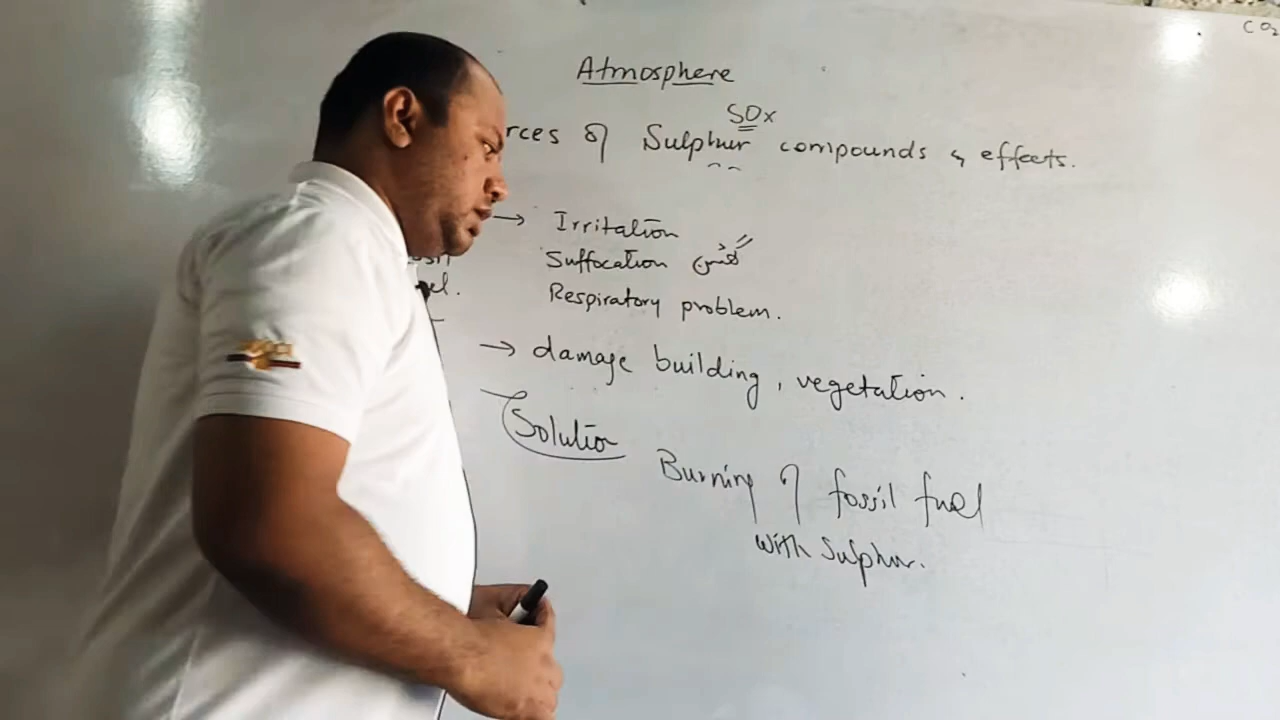 CO₂
Atmosphere
SOx
rces of Sulphur compounds & effects.
→ Irritation
Suffocation
Respiratory problem.
→ damage building, vegetation.
Solution
Burning of fossil fuel
with Sulphur.